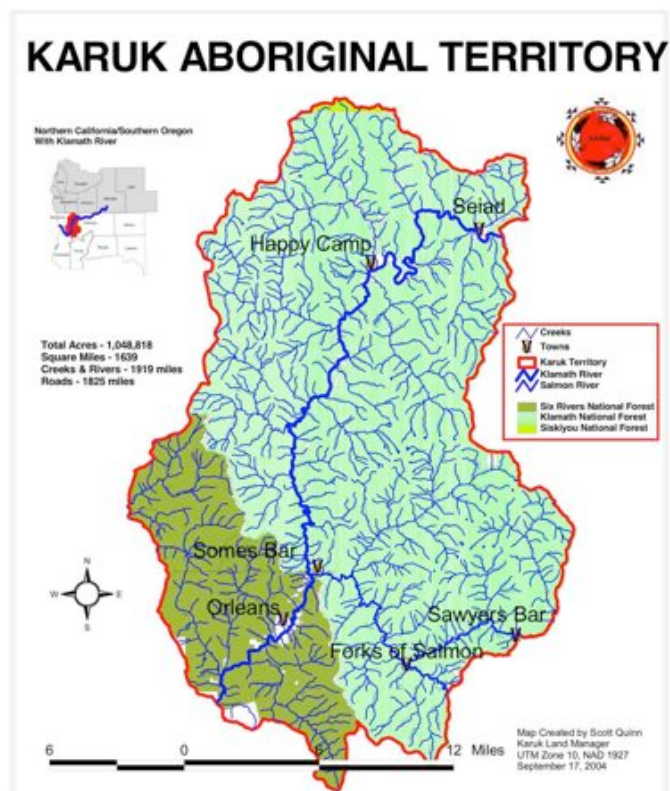 KARUK ABORIGINAL TERRITORY
Northern California/Southern Oregon
With Klamath River
Seiad
Happy Camp
Total Acres - 1,048,818
Square Miles - 1639
Creeks & Rivers - 1919 miles
Roads - 1825 miles
Creeks
Towns
Karuk Territory
Klamath River
Salmon River
Six Rivers National Forest
Klamath National Forest
Siskiyou National Forest
Somes Bar
N
W E
S
Orleans
Sawyers Bar
Forks of Salmon
6 0 6 12 Miles
Map Created by Scott Quinn
Karuk Land Manager
UTM Zone 10, NAD 1927
September 17, 2004